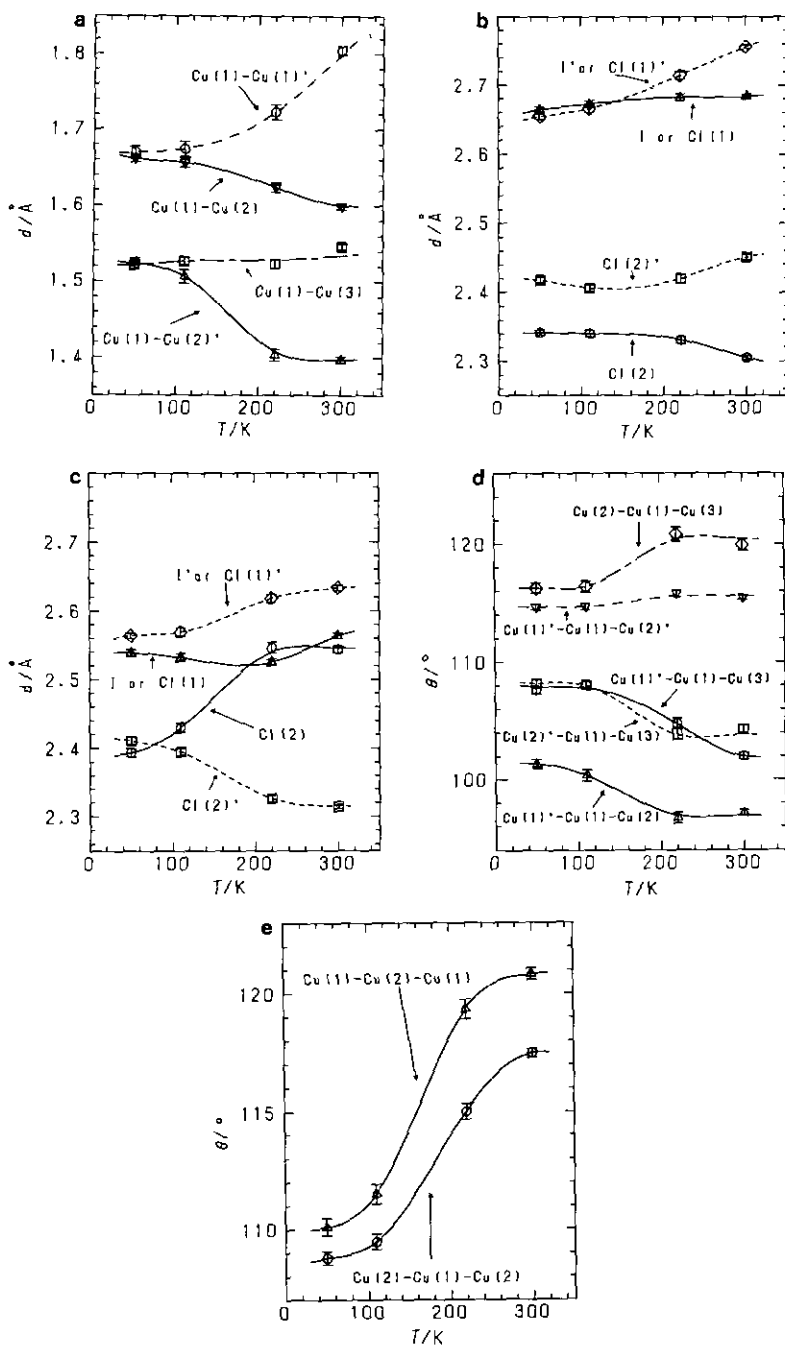 a
1.8
1.7
1.6
1.5
1.4
d/Å
Cu(1)-Cu(1)'
Cu(1)-Cu(2)
Cu(1)-Cu(3)
Cu(1)-Cu(2)'
0 100 200 300
T/K
b
2.7
2.6
2.5
2.4
2.3
d/Å
I' or Cl(1)'
I or Cl(1)
Cl(2)'
Cl(2)
0 100 200 300
T/K
c
2.7
2.6
2.5
2.4
2.3
d/Å
I' or Cl(1)'
I or Cl(1)
Cl(2)
Cl(2)'
0 100 200 300
T/K
d
120
108
100
θ/°
Cu(2)-Cu(1)-Cu(3)
Cu(1)'-Cu(1)-Cu(2)'
Cu(1)'-Cu(1)-Cu(3)
Cu(2)'-Cu(1)-Cu(3)
Cu(1)'-Cu(1)-Cu(2)
0 100 200 300
T/K
e
120
115
110
θ/°
Cu(1)-Cu(2)-Cu(1)
Cu(2)-Cu(1)-Cu(2)
0 100 200 300
T/K